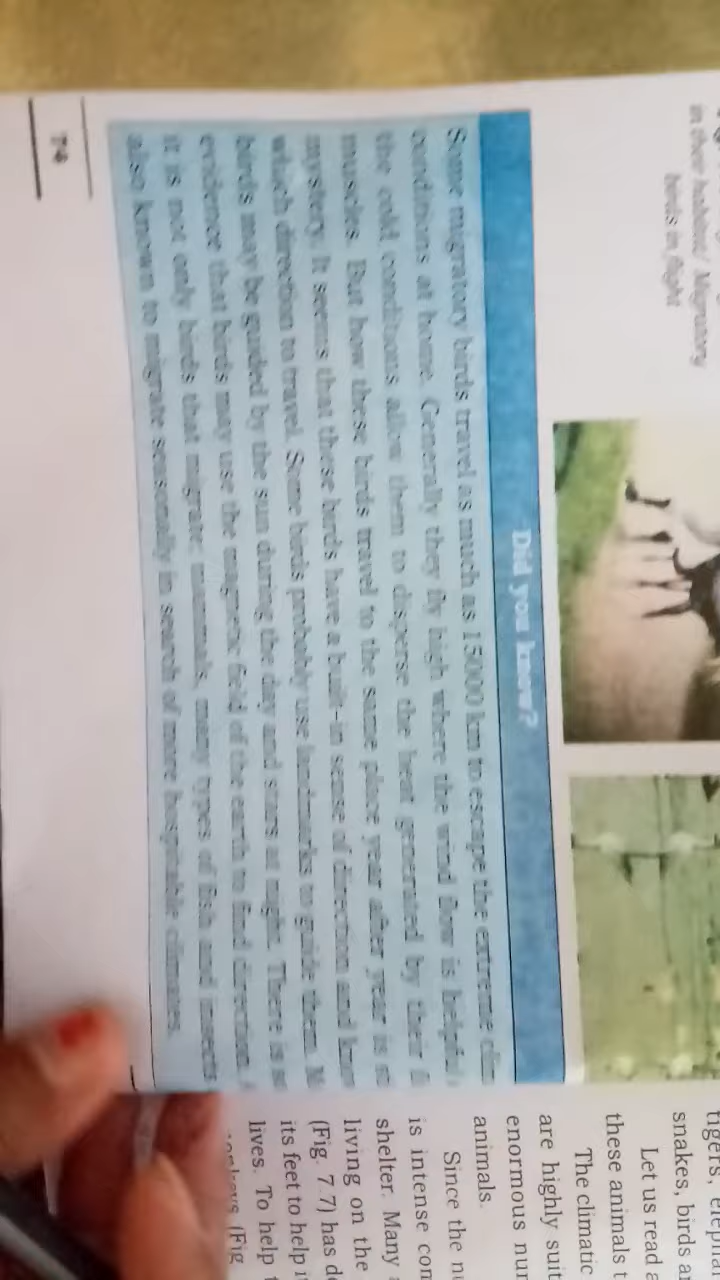 in their habitat/ Migratory
birds in flight
Did you know?
Some migratory birds travel as much as 15000 km to escape the extreme
conditions at home. Generally they fly high where the wind flow is helpful
the cold conditions allow them to disperse the heat generated by their
muscles. But how these birds travel to the same place year after year is
mystery. It seems that these birds have a built-in sense of direction and
which direction to travel. Some birds probably use landmarks to guide them.
birds may be guided by the sun during the day and stars at night. There is
evidence that birds may use the magnetic field of the earth to find direction.
it is not only birds that migrate; mammals, many types of fish and insects
also known to migrate seasonally in search of more hospitable climates.
74
tigers,
snakes, birds
Let us read
these animals
The climatic
are highly
enormous
animals.
Since the
is intense
shelter. Many
living on the
(Fig. 7.7) has
its feet to help
lives. To help
(Fig